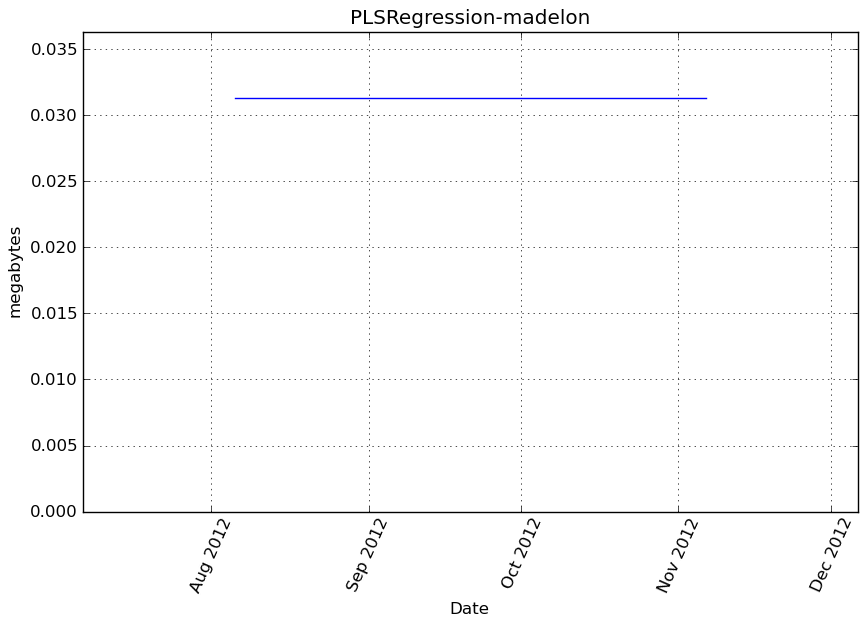 PLSRegression-madelon
0.035
0.030
0.025
0.020
0.015
0.010
0.005
0.000
megabytes
Aug 2012
Sep 2012
Oct 2012
Nov 2012
Dec 2012
Date